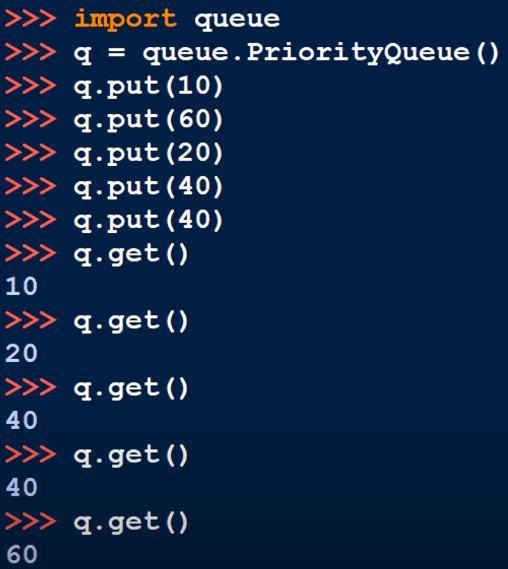 >>> import queue
>>> q = queue.PriorityQueue()
>>> q.put(10)
>>> q.put(60)
>>> q.put(20)
>>> q.put(40)
>>> q.put(40)
>>> q.get()
10
>>> q.get()
20
>>> q.get()
40
>>> q.get()
40
>>> q.get()
60